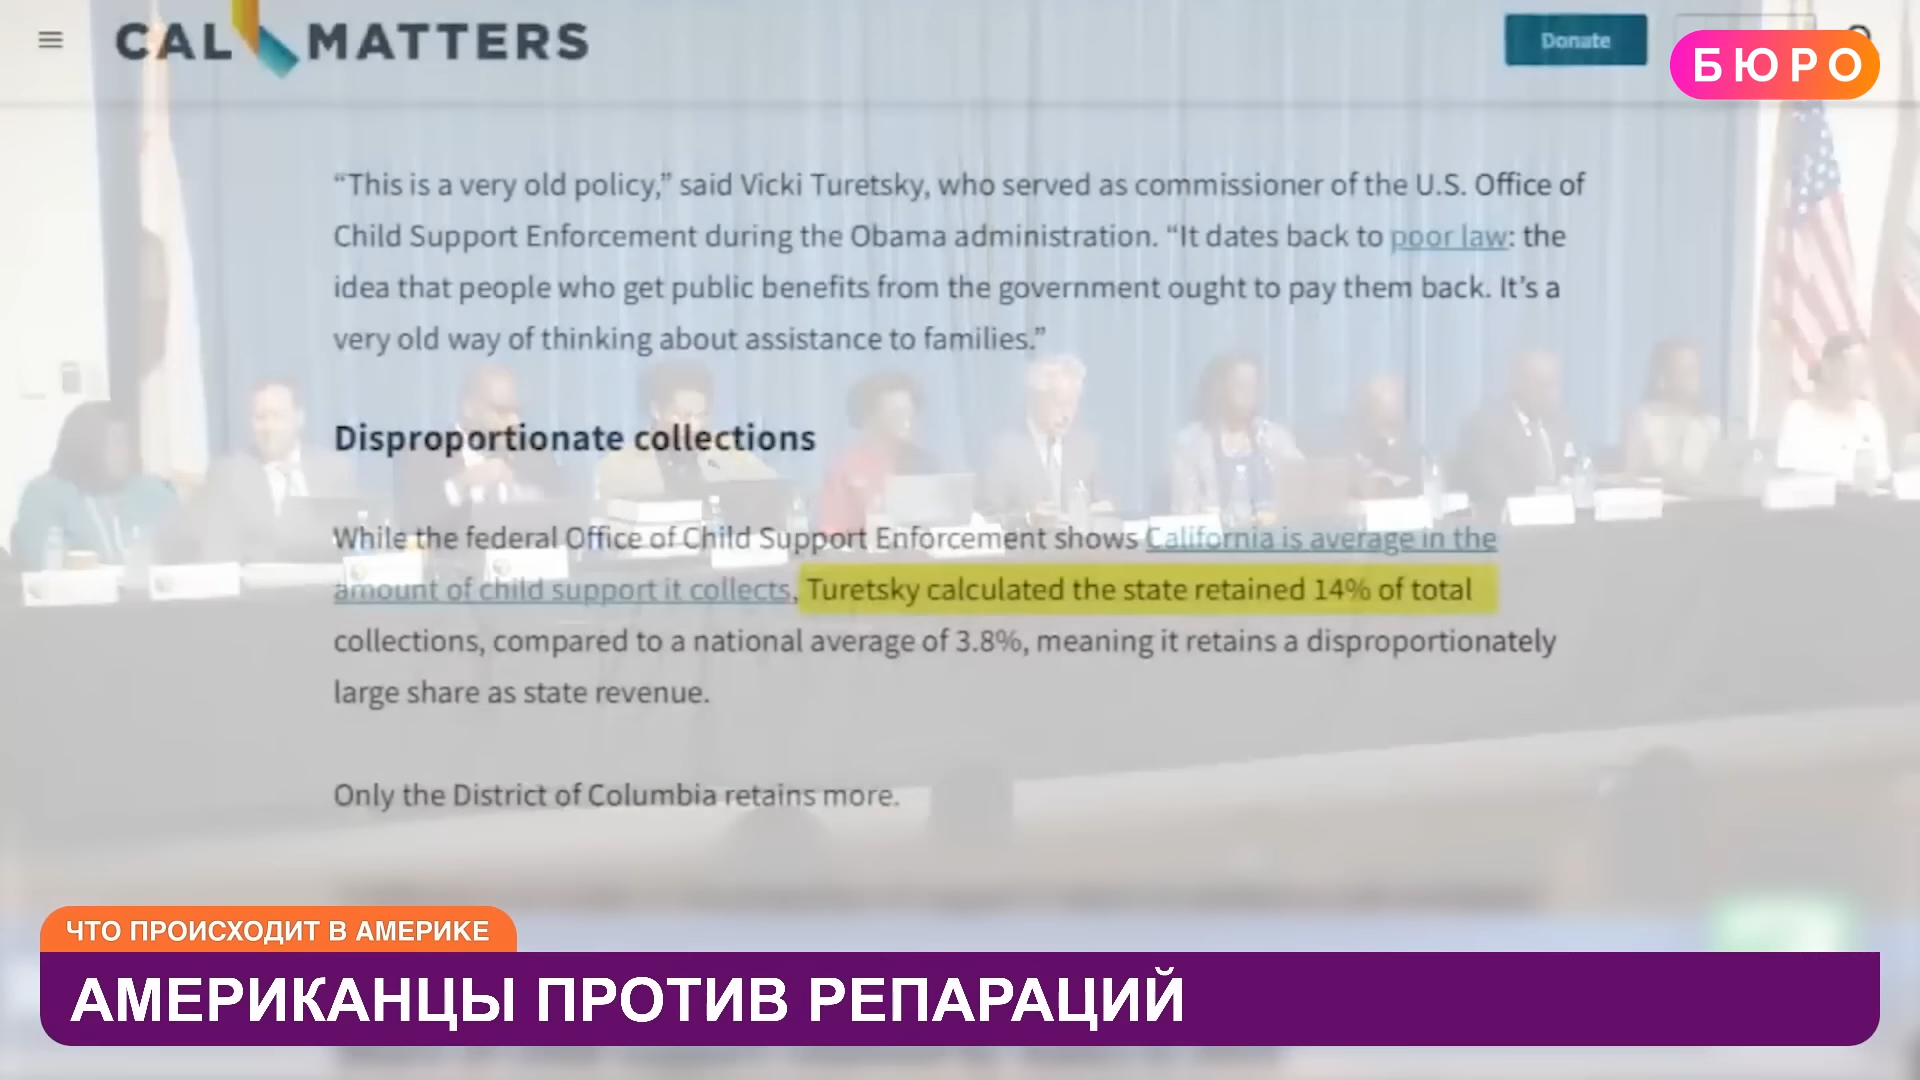 CAL MATTERS
Donate
БЮРО
“This is a very old policy,” said Vicki Turetsky, who served as commissioner of the U.S. Office of
Child Support Enforcement during the Obama administration. “It dates back to poor law: the
idea that people who get public benefits from the government ought to pay them back. It’s a
very old way of thinking about assistance to families.”
Disproportionate collections
While the federal Office of Child Support Enforcement shows California is average in the
amount of child support it collects, Turetsky calculated the state retained 14% of total
collections, compared to a national average of 3.8%, meaning it retains a disproportionately
large share as state revenue.
Only the District of Columbia retains more.
ЧТО ПРОИСХОДИТ В АМЕРИКЕ
АМЕРИКАНЦЫ ПРОТИВ РЕПАРАЦИЙ